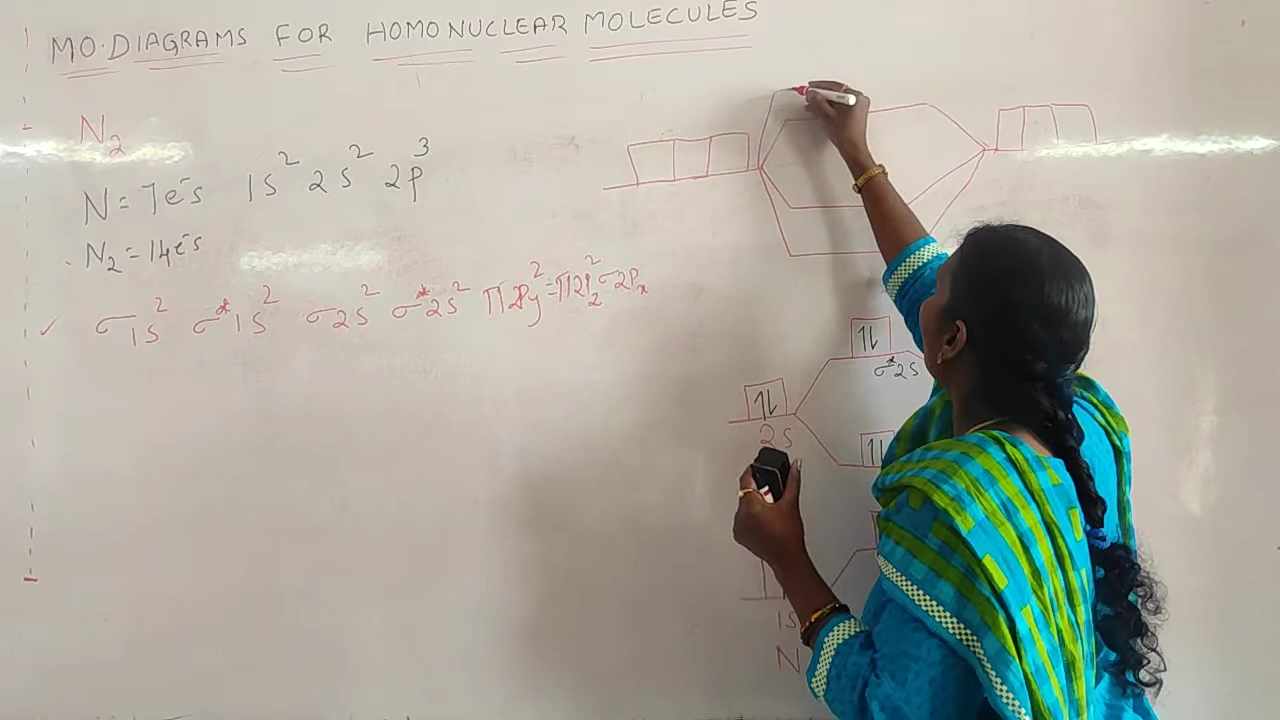 MO.DIAGRAMS FOR HOMONUCLEAR MOLECULES
N₂
N = 7e⁻s 1s² 2s² 2p³
N₂ = 14e⁻s
✓ σ1s² σ*1s² σ2s² σ*2s² π2py² = π2pz² σ2px
σ*2s
2s
1s
N